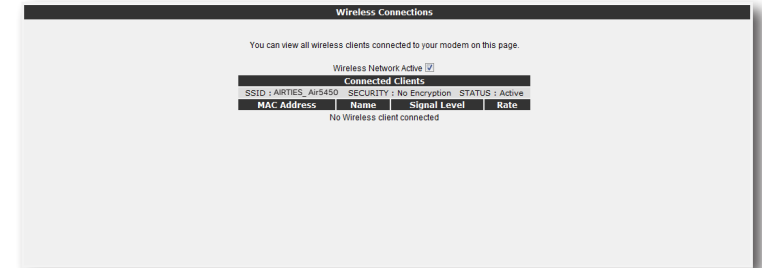 Wireless Connections
You can view all wireless clients connected to your modem on this page.
Wireless Network Active
Connected Clients
SSID : AIRTIES_Air5450 SECURITY : No Encryption STATUS : Active
MAC Address Name Signal Level Rate
No Wireless client connected